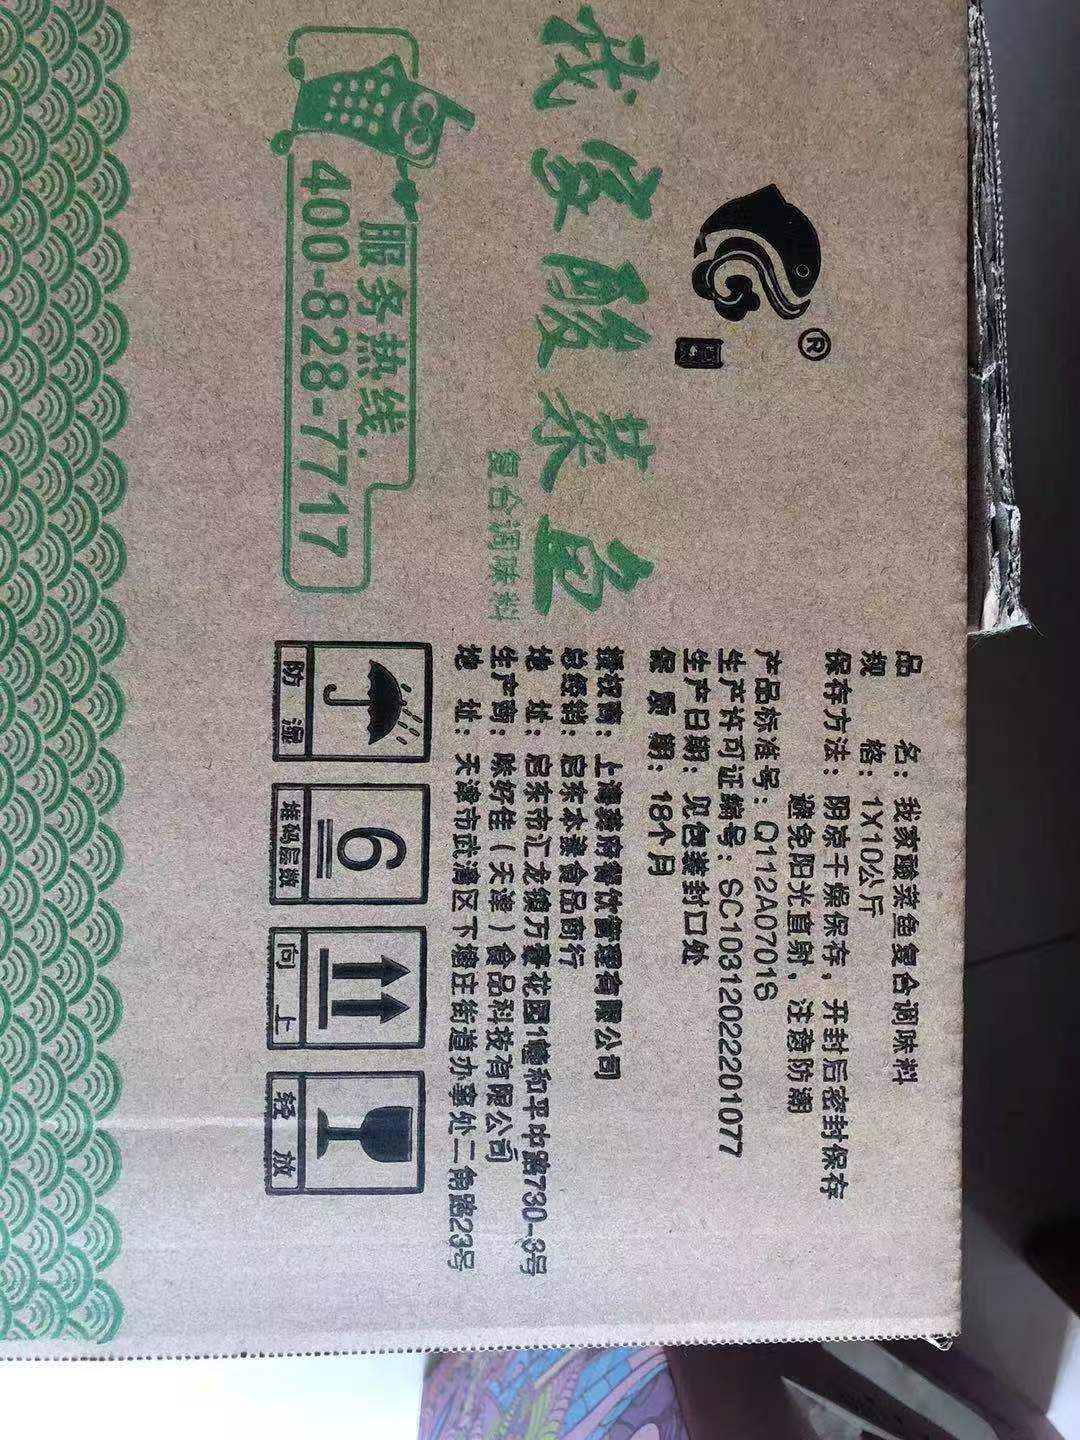 我家酸菜鱼
复合调味料
服务热线:
400-828-7717
®
品 名：我家酸菜鱼复合调味料
规 格：1X10公斤
保存方法：阴凉干燥保存，开封后密封保存
避免阳光直射，注意防潮
产品标准号：Q112A0701S
生产许可证编号：SC10312022201077
生产日期：见包装封口处
保 质 期：18个月
授权商：上海姜府餐饮管理有限公司
总经销：启东本味食品商行
地 址：启东市汇龙镇万豪花园1幢和平中路730-8号
生产商：味好佳（天津）食品科技有限公司
地 址：天津市武清区下塘庄街道办事处二角路23号
防 湿
6
堆码层数
向 上
轻 放